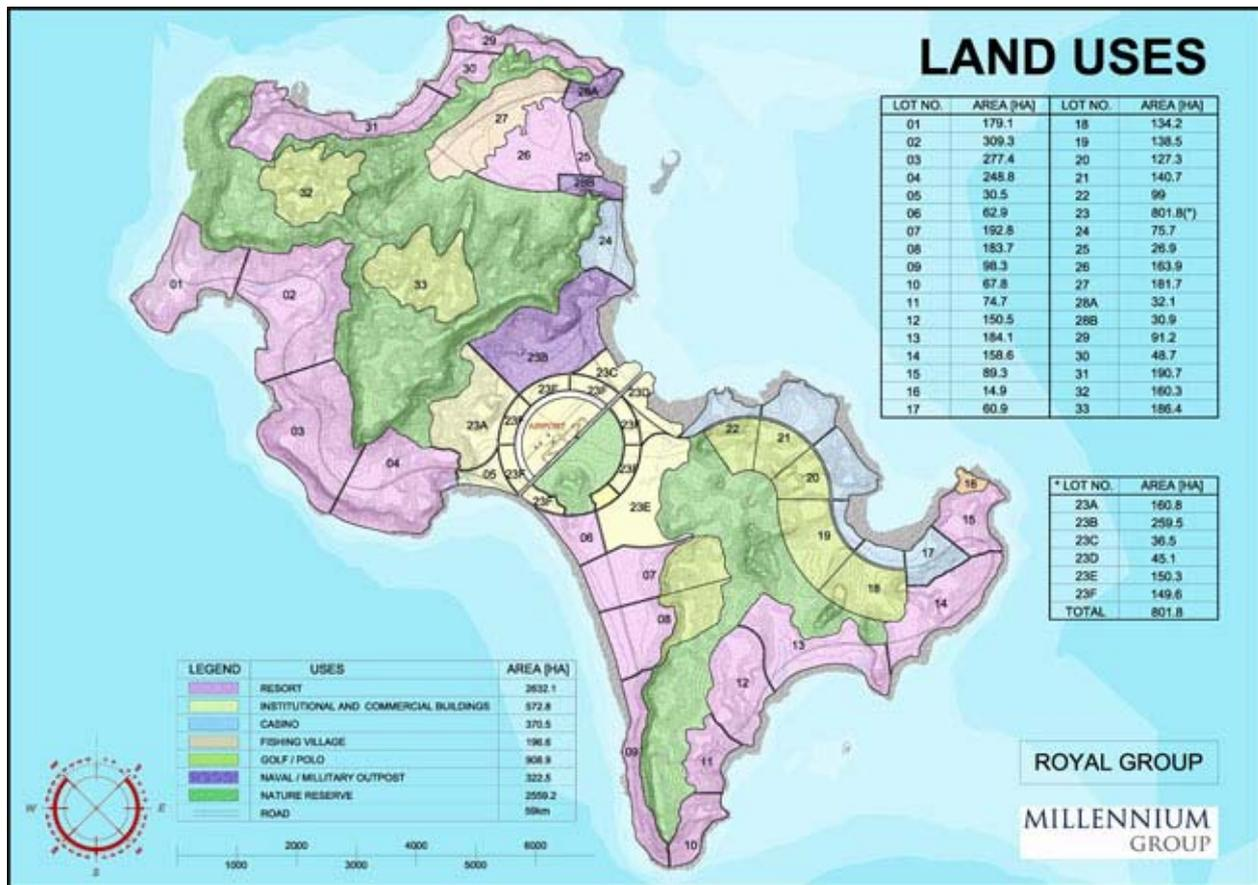 LAND USES
LOT NO. AREA [HA] LOT NO. AREA [HA]
01 179.1 18 134.2
02 309.3 19 138.5
03 277.4 20 127.3
04 248.8 21 140.7
05 30.5 22 99
06 62.9 23 801.8(*)
07 192.8 24 75.7
08 183.7 25 26.9
09 98.3 26 163.9
10 67.8 27 181.7
11 74.7 28A 32.1
12 150.5 28B 30.9
13 184.1 29 91.2
14 158.6 30 48.7
15 89.3 31 190.7
16 14.9 32 160.3
17 60.9 33 186.4
29
30
28A
31
27
26
25
32
28B
24
33
01
02
23B
23C
23F
23F
23D
23A
23F
AIRPORT
23F
22
21
03
04
05
23F
23F
20
23F
23E
16
15
06
19
17
07
18
14
08
13
12
09
11
10
* LOT NO. AREA [HA]
23A 160.8
23B 259.5
23C 36.5
23D 45.1
23E 150.3
23F 149.6
TOTAL 801.8
LEGEND USES AREA [HA]
RESORT 2632.1
INSTITUTIONAL AND COMMERCIAL BUILDINGS 572.8
CASINO 370.5
FISHING VILLAGE 196.6
GOLF / POLO 908.9
NAVAL / MILLITARY OUTPOST 322.5
NATURE RESERVE 2559.2
ROAD 59km
W E
S
2000 4000 6000
1000 3000 5000
ROYAL GROUP
MILLENNIUM
GROUP